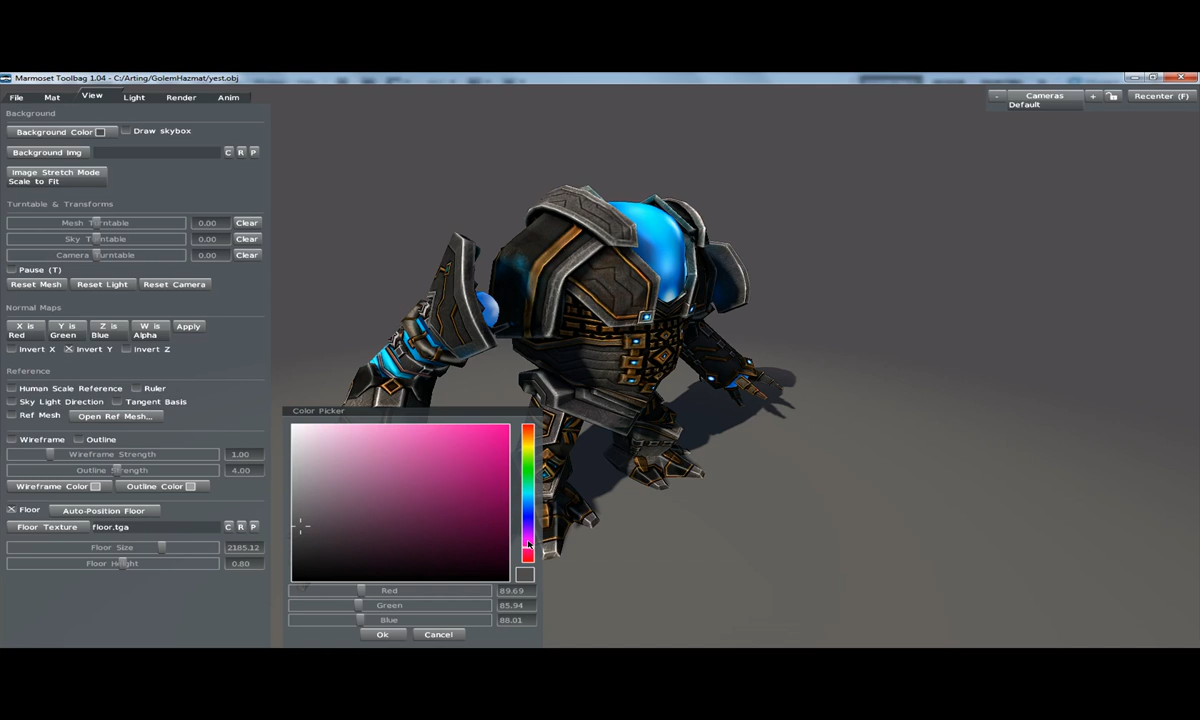 Marmoset Toolbag 1.04 - C:/Arting/GolemHazmat/yest.obj
File Mat View Light Render Anim
- Cameras + Recenter (F)
Default
Background
Background Color Draw skybox
Background Img C R P
Image Stretch Mode
Scale to Fit
Turntable & Transforms
Mesh Turntable 0.00 Clear
Sky Turntable 0.00 Clear
Camera Turntable 0.00 Clear
Pause (T)
Reset Mesh Reset Light Reset Camera
Normal Maps
X is Y is Z is W is Apply
Red Green Blue Alpha
Invert X Invert Y Invert Z
Reference
Human Scale Reference Ruler
Sky Light Direction Tangent Basis
Ref Mesh Open Ref Mesh...
Wireframe Outline
Wireframe Strength 1.00
Outline Strength 4.00
Wireframe Color Outline Color
Floor Auto-Position Floor
Floor Texture floor.tga C R P
Floor Size 2185.12
Floor Height 0.80
Color Picker
Red 89.69
Green 85.94
Blue 88.01
Ok Cancel